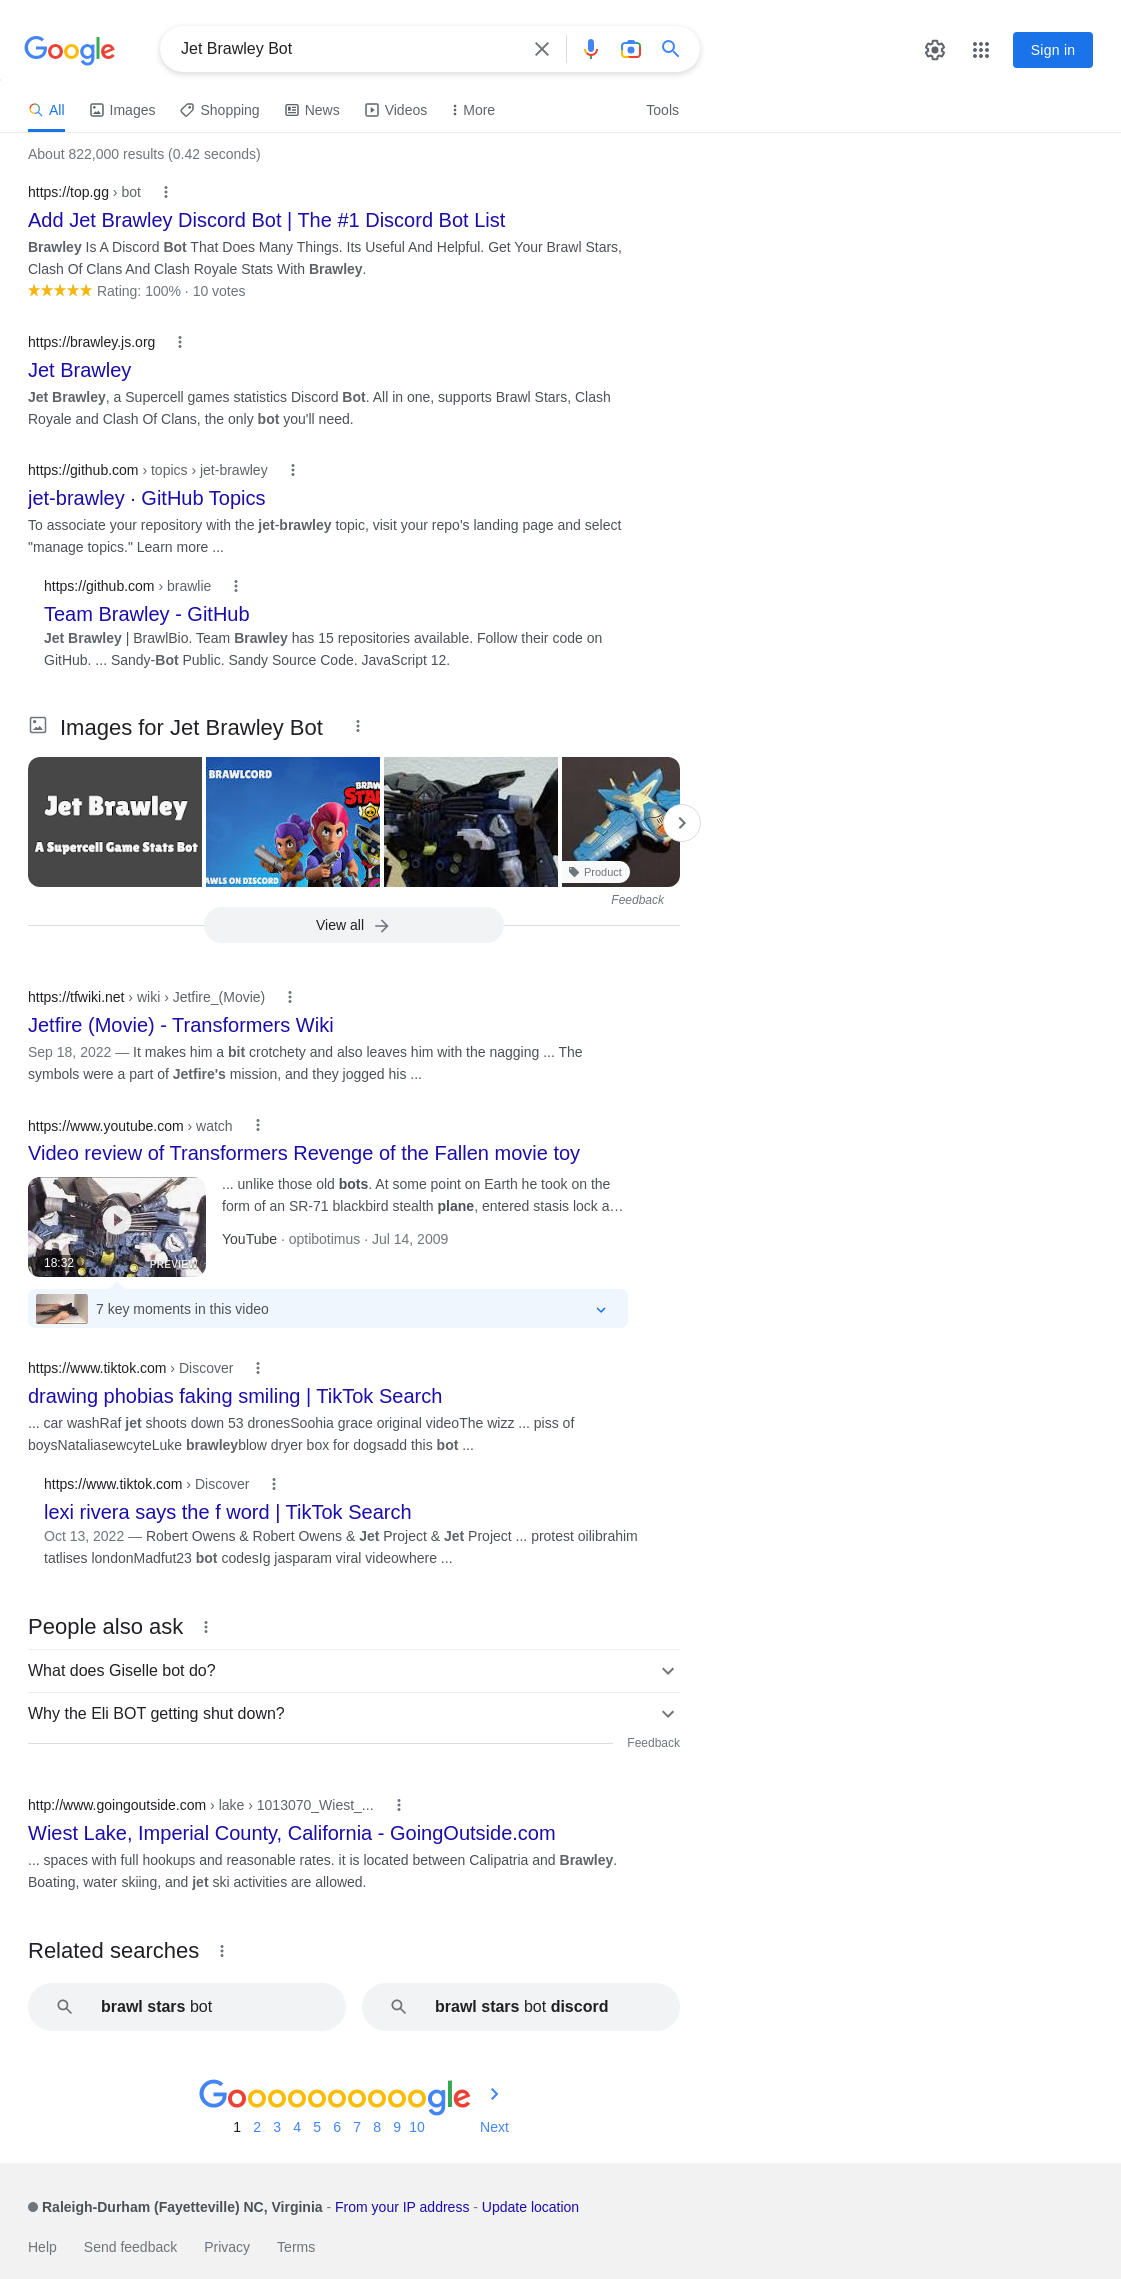 Google
Jet Brawley Bot
Sign in
All
Images
Shopping
News
Videos
More
Tools
About 822,000 results (0.42 seconds)
https://top.gg › bot
Add Jet Brawley Discord Bot | The #1 Discord Bot List
Brawley Is A Discord Bot That Does Many Things. Its Useful And Helpful. Get Your Brawl Stars,
Clash Of Clans And Clash Royale Stats With Brawley.
Rating: 100% · 10 votes
https://brawley.js.org
Jet Brawley
Jet Brawley, a Supercell games statistics Discord Bot. All in one, supports Brawl Stars, Clash
Royale and Clash Of Clans, the only bot you'll need.
https://github.com › topics › jet-brawley
jet-brawley · GitHub Topics
To associate your repository with the jet-brawley topic, visit your repo's landing page and select
"manage topics." Learn more ...
https://github.com › brawlie
Team Brawley - GitHub
Jet Brawley | BrawlBio. Team Brawley has 15 repositories available. Follow their code on
GitHub. ... Sandy-Bot Public. Sandy Source Code. JavaScript 12.
Images for Jet Brawley Bot
Jet Brawley
A Supercell Game Stats Bot
BRAWLCORD
BRAW
STA
AWLS ON DISCORD
Product
Feedback
View all
https://tfwiki.net › wiki › Jetfire_(Movie)
Jetfire (Movie) - Transformers Wiki
Sep 18, 2022 — It makes him a bit crotchety and also leaves him with the nagging ... The
symbols were a part of Jetfire's mission, and they jogged his ...
https://www.youtube.com › watch
Video review of Transformers Revenge of the Fallen movie toy
... unlike those old bots. At some point on Earth he took on the
form of an SR-71 blackbird stealth plane, entered stasis lock a…
YouTube · optibotimus · Jul 14, 2009
18:32
PREVIEW
7 key moments in this video
https://www.tiktok.com › Discover
drawing phobias faking smiling | TikTok Search
... car washRaf jet shoots down 53 dronesSoohia grace original videoThe wizz ... piss of
boysNataliasewcyteLuke brawleyblow dryer box for dogsadd this bot ...
https://www.tiktok.com › Discover
lexi rivera says the f word | TikTok Search
Oct 13, 2022 — Robert Owens & Robert Owens & Jet Project & Jet Project ... protest oilibrahim
tatlises londonMadfut23 bot codesIg jasparam viral videowhere ...
People also ask
What does Giselle bot do?
Why the Eli BOT getting shut down?
Feedback
http://www.goingoutside.com › lake › 1013070_Wiest_...
Wiest Lake, Imperial County, California - GoingOutside.com
... spaces with full hookups and reasonable rates. it is located between Calipatria and Brawley.
Boating, water skiing, and jet ski activities are allowed.
Related searches
brawl stars bot
brawl stars bot discord
Goooooooooogle
1 2 3 4 5 6 7 8 9 10 Next
Raleigh-Durham (Fayetteville) NC, Virginia - From your IP address - Update location
Help Send feedback Privacy Terms